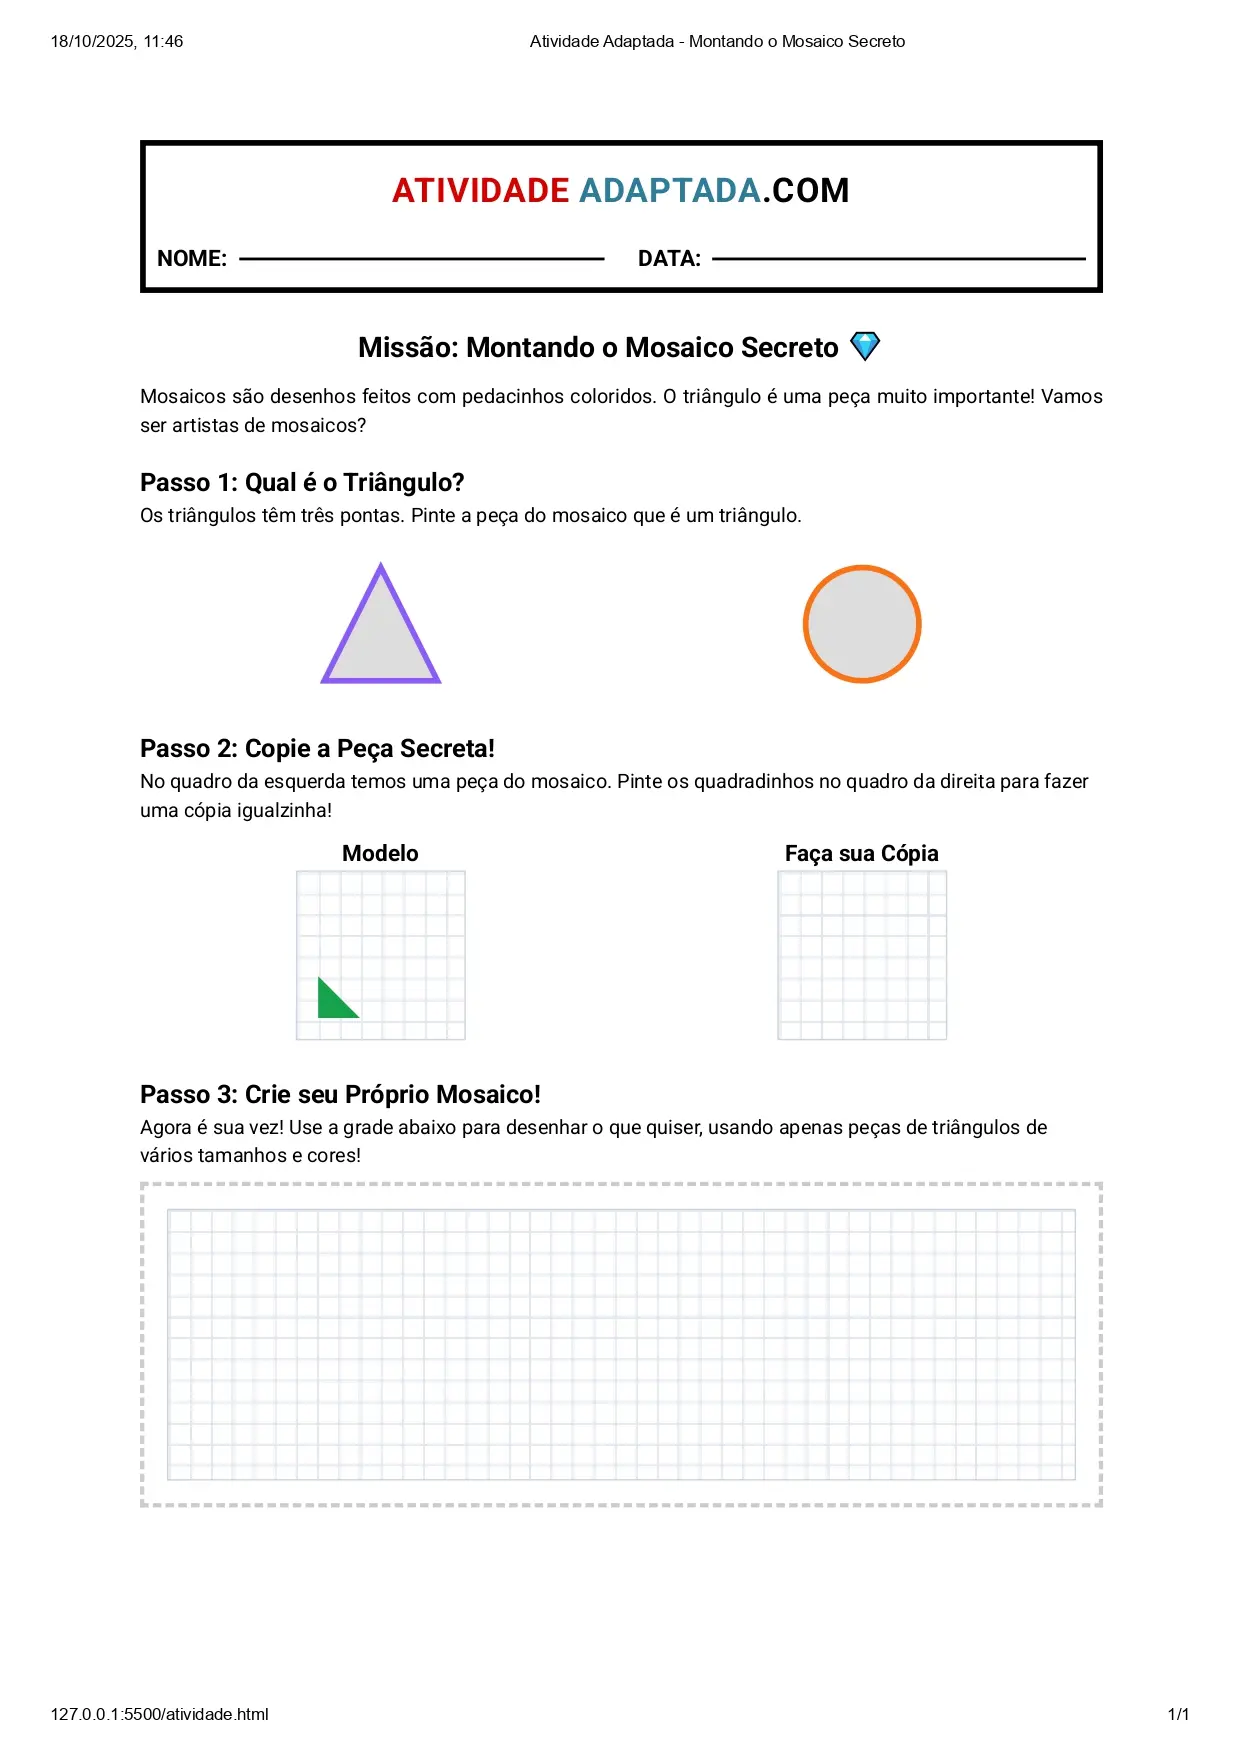 18/10/2025, 11:46 Atividade Adaptada - Montando o Mosaico Secreto
ATIVIDADE ADAPTADA.COM
NOME: DATA:
Missão: Montando o Mosaico Secreto
Mosaicos são desenhos feitos com pedacinhos coloridos. O triângulo é uma peça muito importante! Vamos
ser artistas de mosaicos?
Passo 1: Qual é o Triângulo?
Os triângulos têm três pontas. Pinte a peça do mosaico que é um triângulo.
Passo 2: Copie a Peça Secreta!
No quadro da esquerda temos uma peça do mosaico. Pinte os quadradinhos no quadro da direita para fazer
uma cópia igualzinha!
Modelo Faça sua Cópia
Passo 3: Crie seu Próprio Mosaico!
Agora é sua vez! Use a grade abaixo para desenhar o que quiser, usando apenas peças de triângulos de
vários tamanhos e cores!
127.0.0.1:5500/atividade.html 1/1